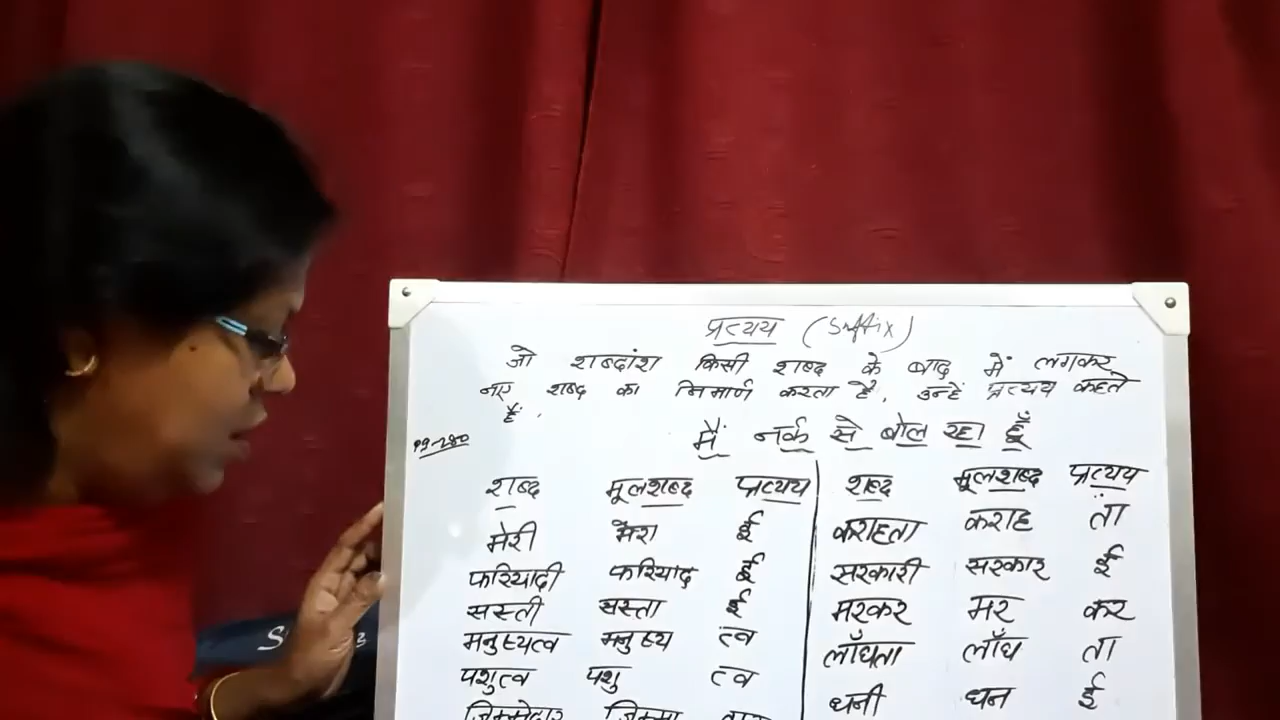 प्रत्यय (Suffix)
जो शब्दांश किसी शब्द के बाद में लगकर
नए शब्द का निमार्ण करता है, उन्हें प्रत्यय कहते
हैं.
मैं नर्क से बोल रहा हूँ
pg-280
शब्द मूलशब्द प्रत्यय शब्द मूलशब्द प्रत्यय
मेरी मेरा ई कराहता कराह ता
फरियादी फरियाद ई सरकारी सरकार ई
सस्ती सस्ता ई मरकर मर कर
मनुष्यत्व मनुष्य त्व लाँघता लाँघ ता
पशुत्व पशु त्व धनी धन ई
जिम्मेदार जिम्मा